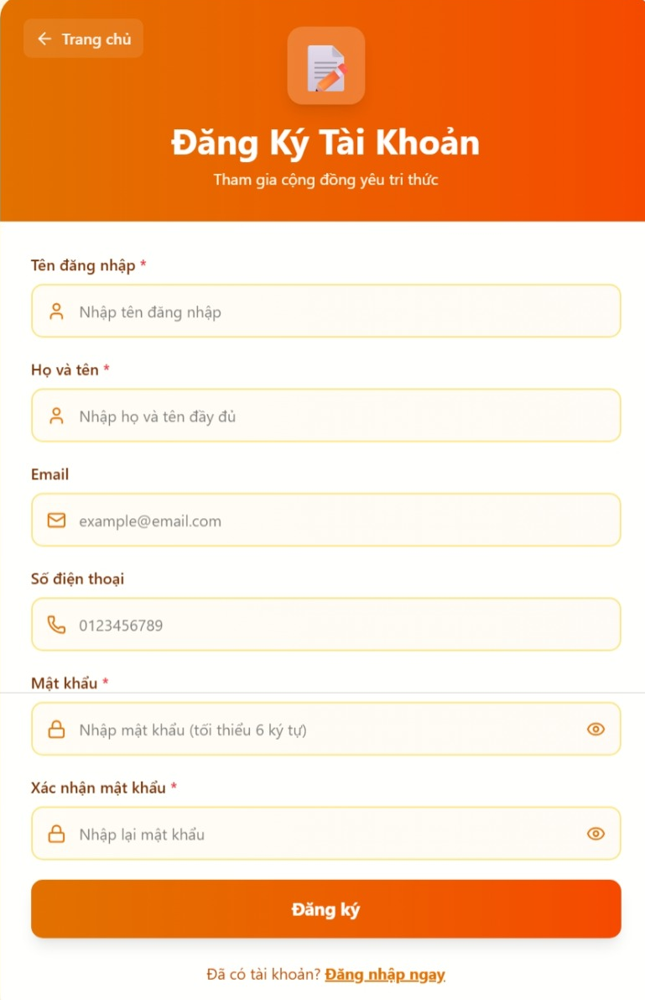 Trang chủ
Đăng Ký Tài Khoản
Tham gia cộng đồng yêu tri thức
Tên đăng nhập *
Nhập tên đăng nhập
Họ và tên *
Nhập họ và tên đầy đủ
Email
example@email.com
Số điện thoại
0123456789
Mật khẩu *
Nhập mật khẩu (tối thiểu 6 ký tự)
Xác nhận mật khẩu *
Nhập lại mật khẩu
Đăng ký
Đã có tài khoản? Đăng nhập ngay